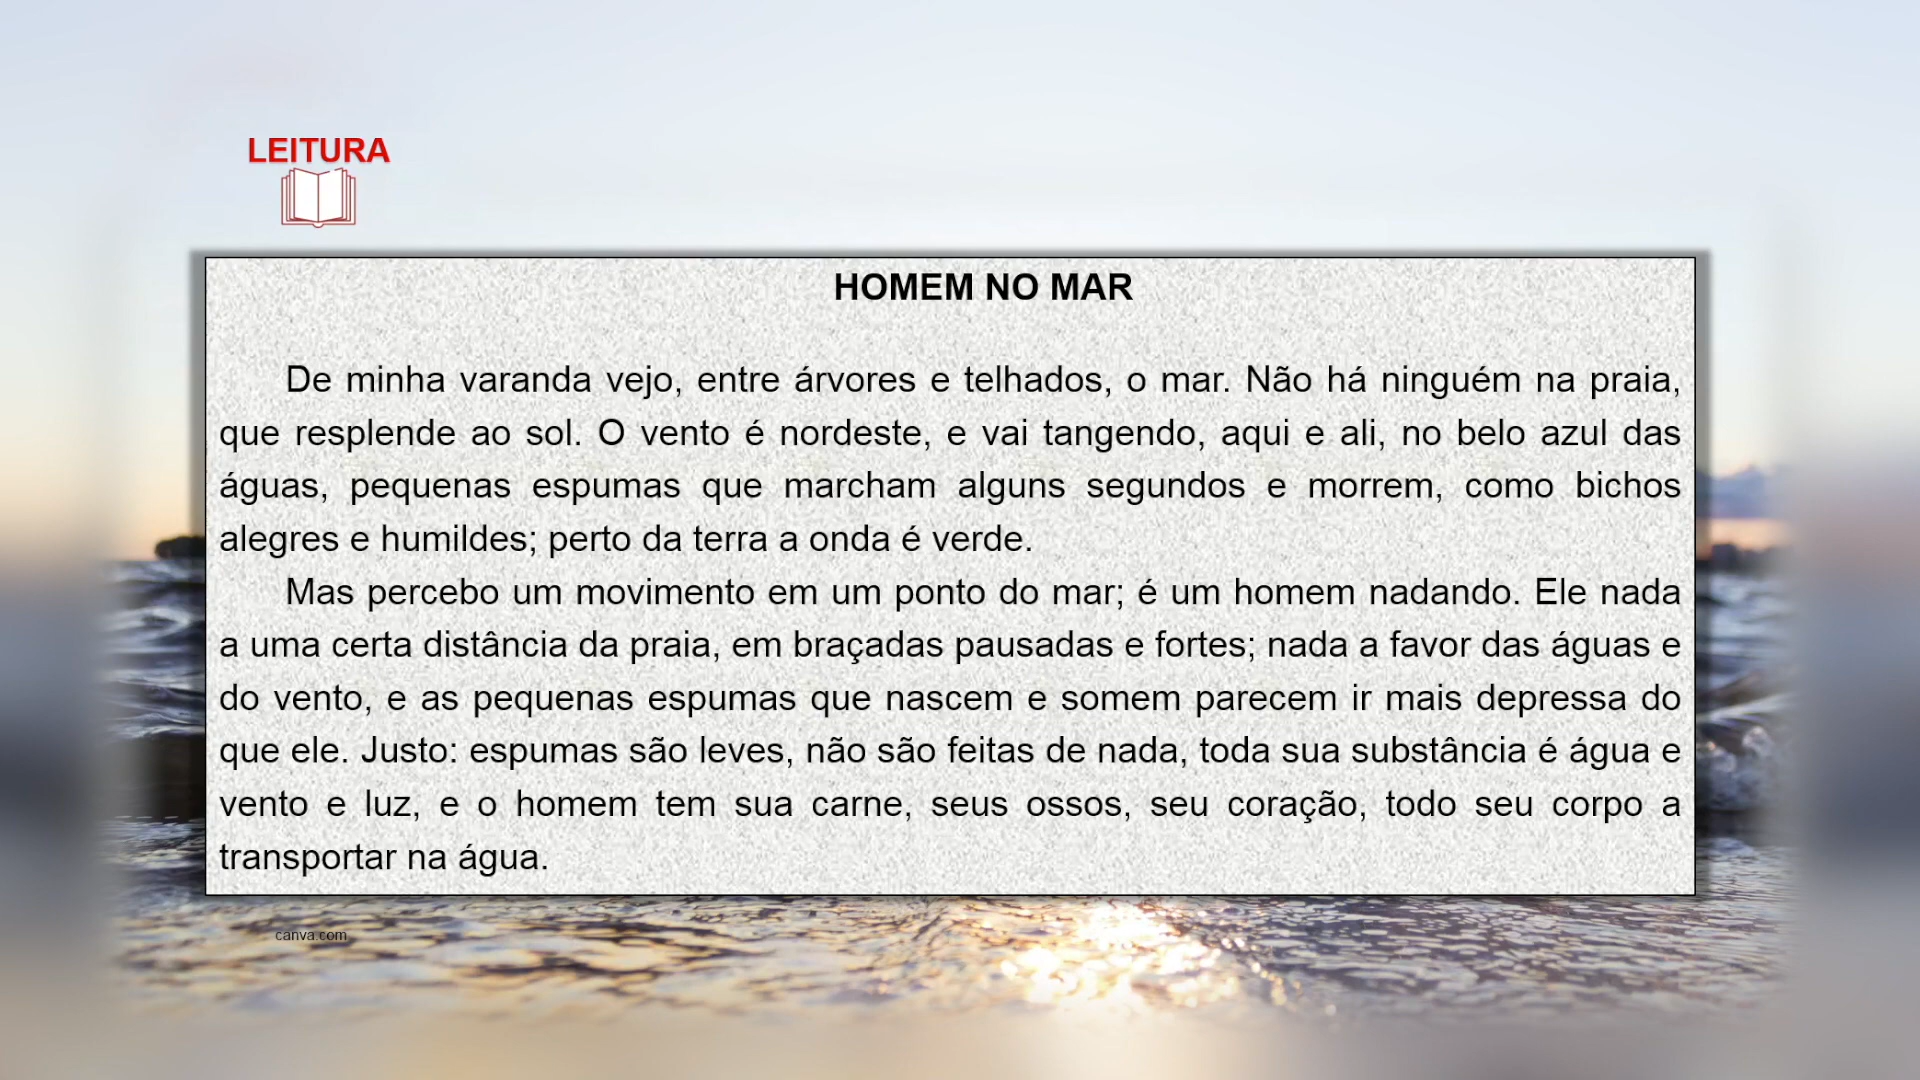 LEITURA
HOMEM NO MAR
De minha varanda vejo, entre árvores e telhados, o mar. Não há ninguém na praia,
que resplende ao sol. O vento é nordeste, e vai tangendo, aqui e ali, no belo azul das
águas, pequenas espumas que marcham alguns segundos e morrem, como bichos
alegres e humildes; perto da terra a onda é verde.
Mas percebo um movimento em um ponto do mar; é um homem nadando. Ele nada
a uma certa distância da praia, em braçadas pausadas e fortes; nada a favor das águas e
do vento, e as pequenas espumas que nascem e somem parecem ir mais depressa do
que ele. Justo: espumas são leves, não são feitas de nada, toda sua substância é água e
vento e luz, e o homem tem sua carne, seus ossos, seu coração, todo seu corpo a
transportar na água.
canva.com